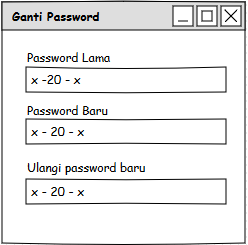 Ganti Password
Password Lama
x -20 - x
Password Baru
x - 20 - x
Ulangi password baru
x - 20 - x